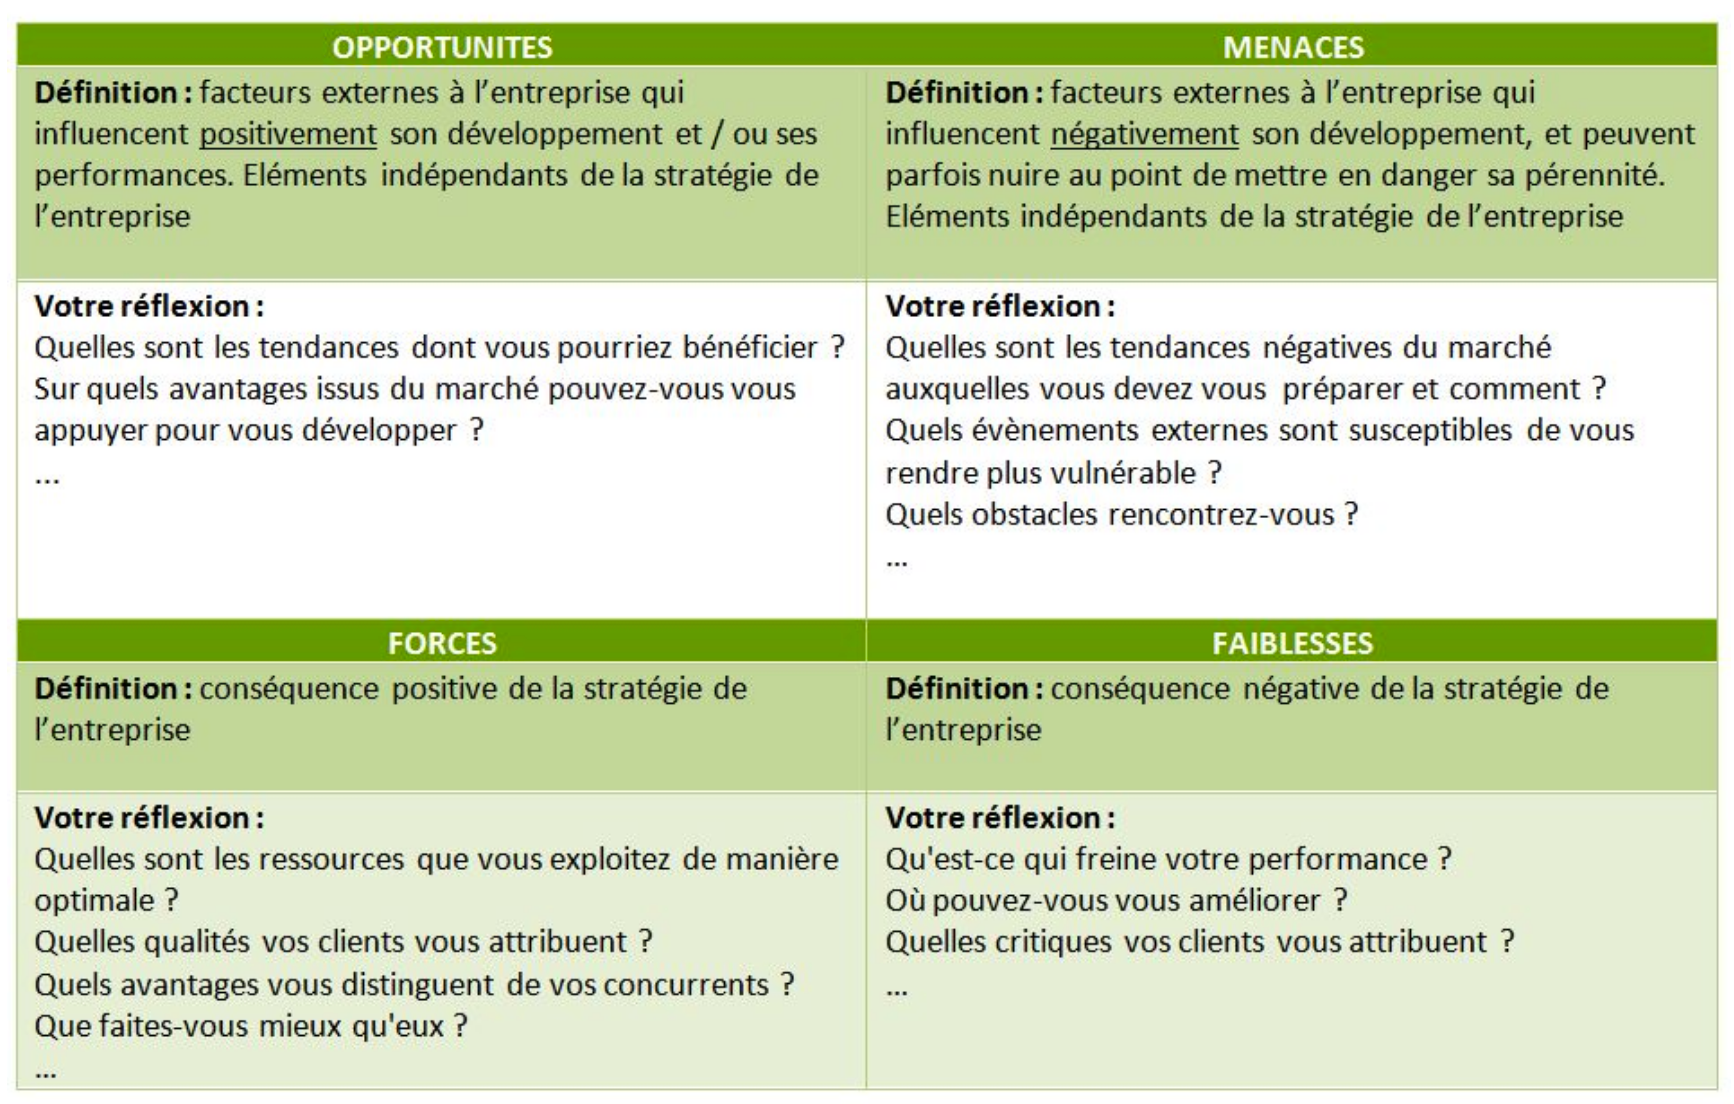 OPPORTUNITES
Définition : facteurs externes à l'entreprise qui
influencent positivement son développement et / ou ses
performances. Eléments indépendants de la stratégie de
l'entreprise
Votre réflexion :
Quelles sont les tendances dont vous pourriez bénéficier ?
Sur quels avantages issus du marché pouvez-vous vous
appuyer pour vous développer ?
...
MENACES
Définition : facteurs externes à l'entreprise qui
influencent négativement son développement, et peuvent
parfois nuire au point de mettre en danger sa pérennité.
Eléments indépendants de la stratégie de l'entreprise
Votre réflexion :
Quelles sont les tendances négatives du marché
auxquelles vous devez vous préparer et comment ?
Quels évènements externes sont susceptibles de vous
rendre plus vulnérable ?
Quels obstacles rencontrez-vous ?
...
FORCES
Définition : conséquence positive de la stratégie de
l'entreprise
Votre réflexion :
Quelles sont les ressources que vous exploitez de manière
optimale ?
Quelles qualités vos clients vous attribuent ?
Quels avantages vous distinguent de vos concurrents ?
Que faites-vous mieux qu'eux ?
...
FAIBLESSES
Définition : conséquence négative de la stratégie de
l'entreprise
Votre réflexion :
Qu'est-ce qui freine votre performance ?
Où pouvez-vous vous améliorer ?
Quelles critiques vos clients vous attribuent ?
...